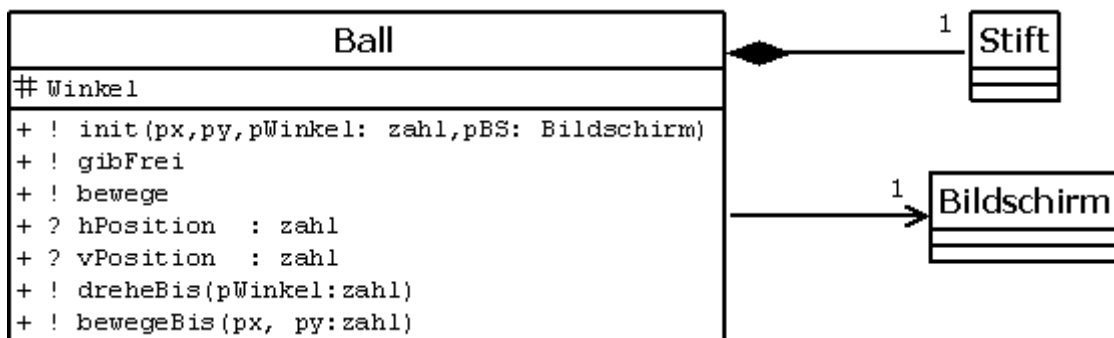 Ball
# Winkel
+ ! init(px,py,pWinkel: zahl,pBS: Bildschirm)
+ ! gibFrei
+ ! bewege
+ ? hPosition : zahl
+ ? vPosition : zahl
+ ! dreheBis(pWinkel:zahl)
+ ! bewegeBis(px, py:zahl)
1
Stift
1
Bildschirm